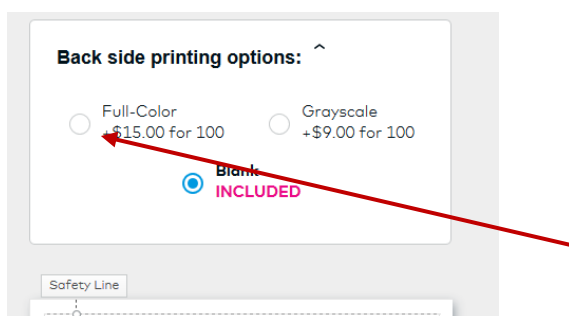 Back side printing options:
Full-Color
+$15.00 for 100
Grayscale
+$9.00 for 100
Blank
INCLUDED
Safety Line